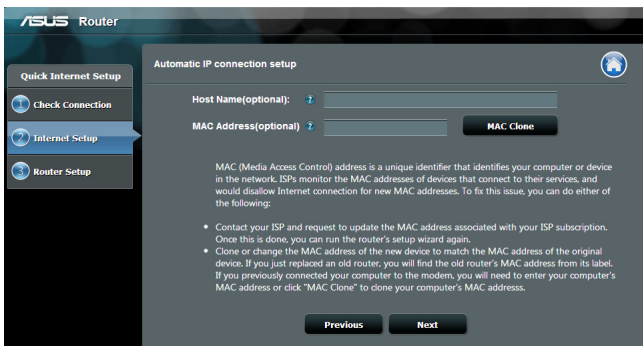 ASUS Router
Quick Internet Setup
1 Check Connection
2 Internet Setup
3 Router Setup
Automatic IP connection setup
Host Name(optional): ?
MAC Address(optional) ? MAC Clone
MAC (Media Access Control) address is a unique identifier that identifies your computer or device
in the network. ISPs monitor the MAC addresses of devices that connect to their services, and
would disallow Internet connection for new MAC addresses. To fix this issue, you can do either of
the following:
• Contact your ISP and request to update the MAC address associated with your ISP subscription.
Once this is done, you can run the router's setup wizard again.
• Clone or change the MAC address of the new device to match the MAC address of the original
device. If you just replaced an old router, you will find the old router's MAC address from its label.
If you previously connected your computer to the modem, you will need to enter your computer's
MAC address or click "MAC Clone" to clone your computer's MAC addresss.
Previous Next